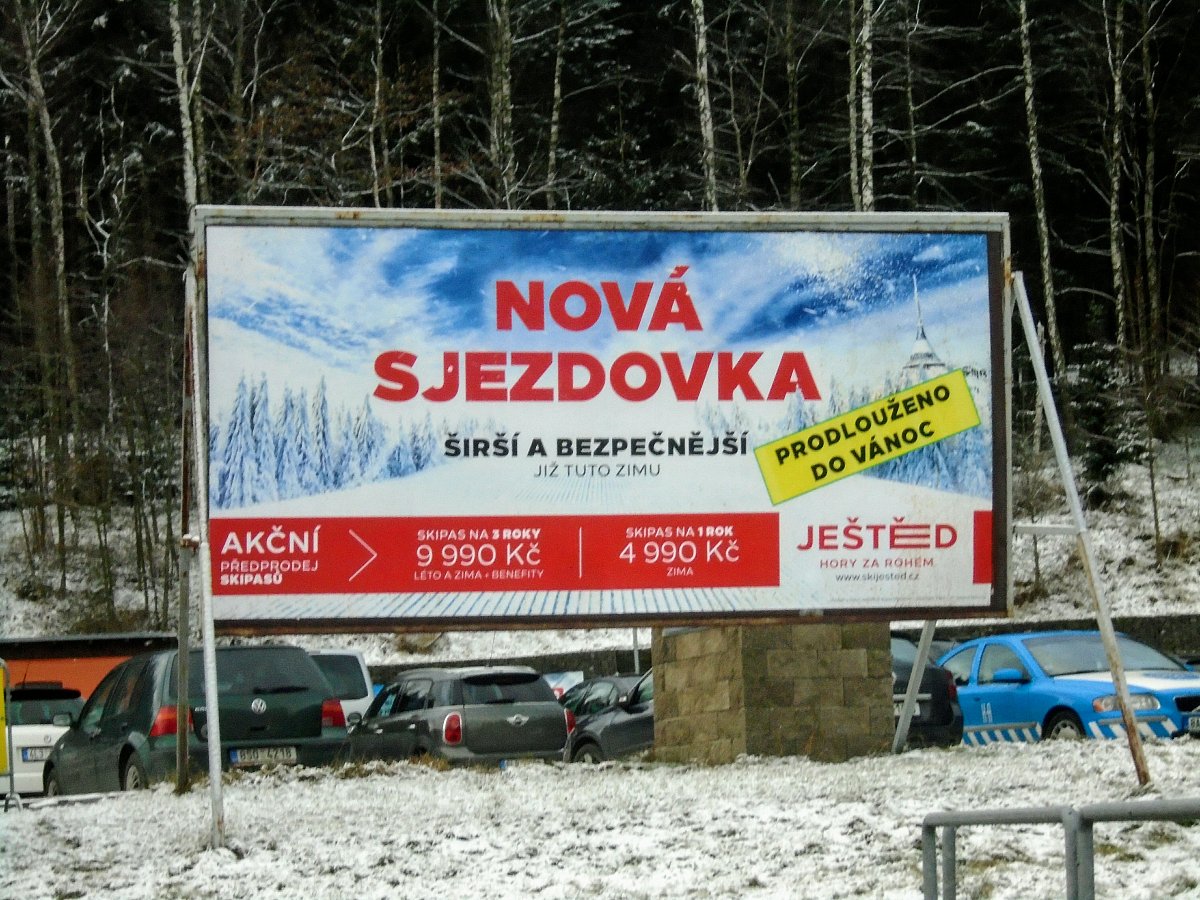 NOVÁ
SJEZDOVKA
ŠIRŠÍ A BEZPEČNĚJŠÍ
JIŽ TUTO ZIMU
PRODLOUŽENO
DO VÁNOC
AKČNÍ
PŘEDPRODEJ
SKIPASŮ
SKIPAS NA 3 ROKY
9 990 KČ
LÉTO A ZIMA + BENEFITY
SKIPAS NA 1 ROK
4 990 KČ
ZIMA
JEŠTĚD
HORY ZA ROHEM
www.skijested.cz